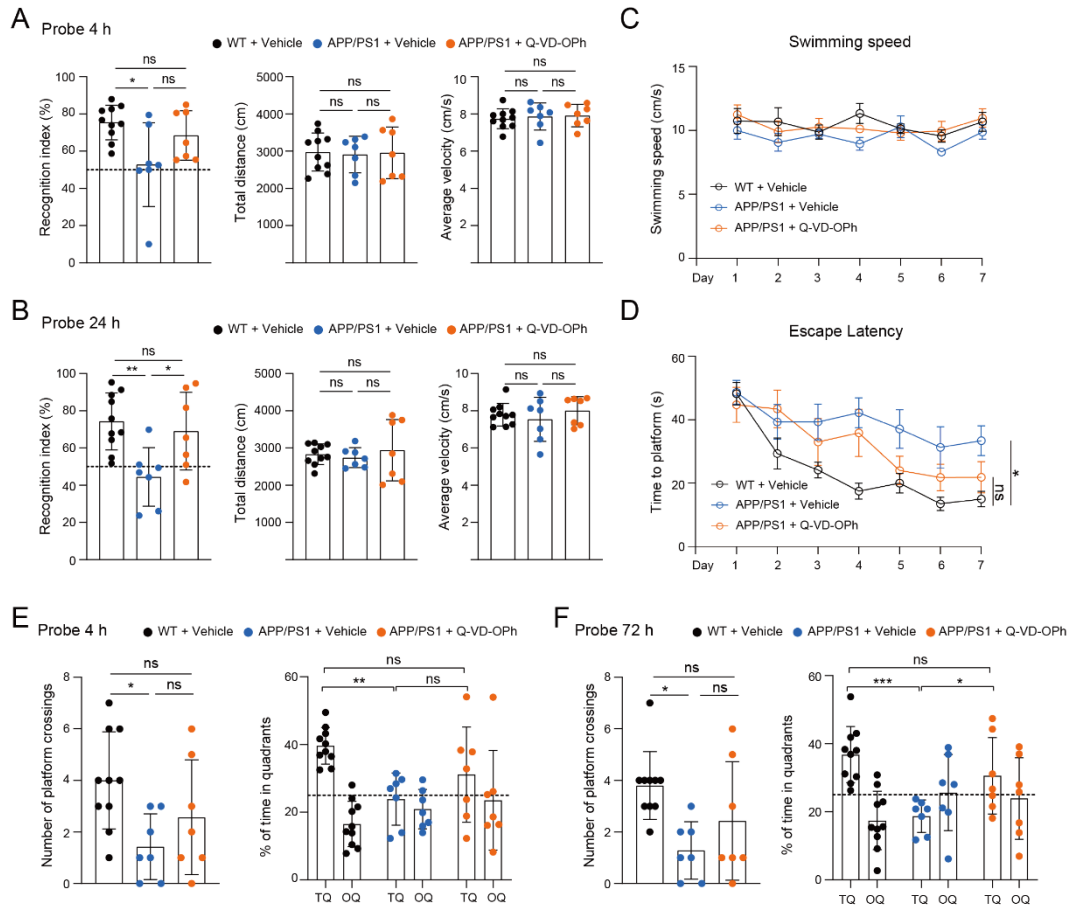 A Probe 4 h
WT + Vehicle APP/PS1 + Vehicle APP/PS1 + Q-VD-OPh
Recognition index (%)
100
80
60
40
20
0
ns
* ns
Total distance (cm)
5000
4000
3000
2000
1000
0
ns
ns ns
Average velocity (cm/s)
10
8
6
4
2
0
ns
ns ns
B Probe 24 h
WT + Vehicle APP/PS1 + Vehicle APP/PS1 + Q-VD-OPh
Recognition index (%)
100
80
60
40
20
0
ns
** *
Total distance (cm)
5000
4000
3000
2000
1000
0
ns
ns ns
Average velocity (cm/s)
10
8
6
4
2
0
ns
ns ns
C
Swimming speed
Swimming speed (cm/s)
15
10
5
0
WT + Vehicle
APP/PS1 + Vehicle
APP/PS1 + Q-VD-OPh
Day 1 2 3 4 5 6 7
D
Escape Latency
Time to platform (s)
60
40
20
0
WT + Vehicle
APP/PS1 + Vehicle
APP/PS1 + Q-VD-OPh
ns
*
Day 1 2 3 4 5 6 7
E Probe 4 h
WT + Vehicle APP/PS1 + Vehicle APP/PS1 + Q-VD-OPh
Number of platform crossings
8
6
4
2
0
ns
* ns
% of time in quadrants
60
40
20
0
ns
** ns
TQ OQ TQ OQ TQ OQ
F Probe 72 h
WT + Vehicle APP/PS1 + Vehicle APP/PS1 + Q-VD-OPh
Number of platform crossings
8
6
4
2
0
ns
* ns
% of time in quadrants
60
40
20
0
ns
*** *
TQ OQ TQ OQ TQ OQ